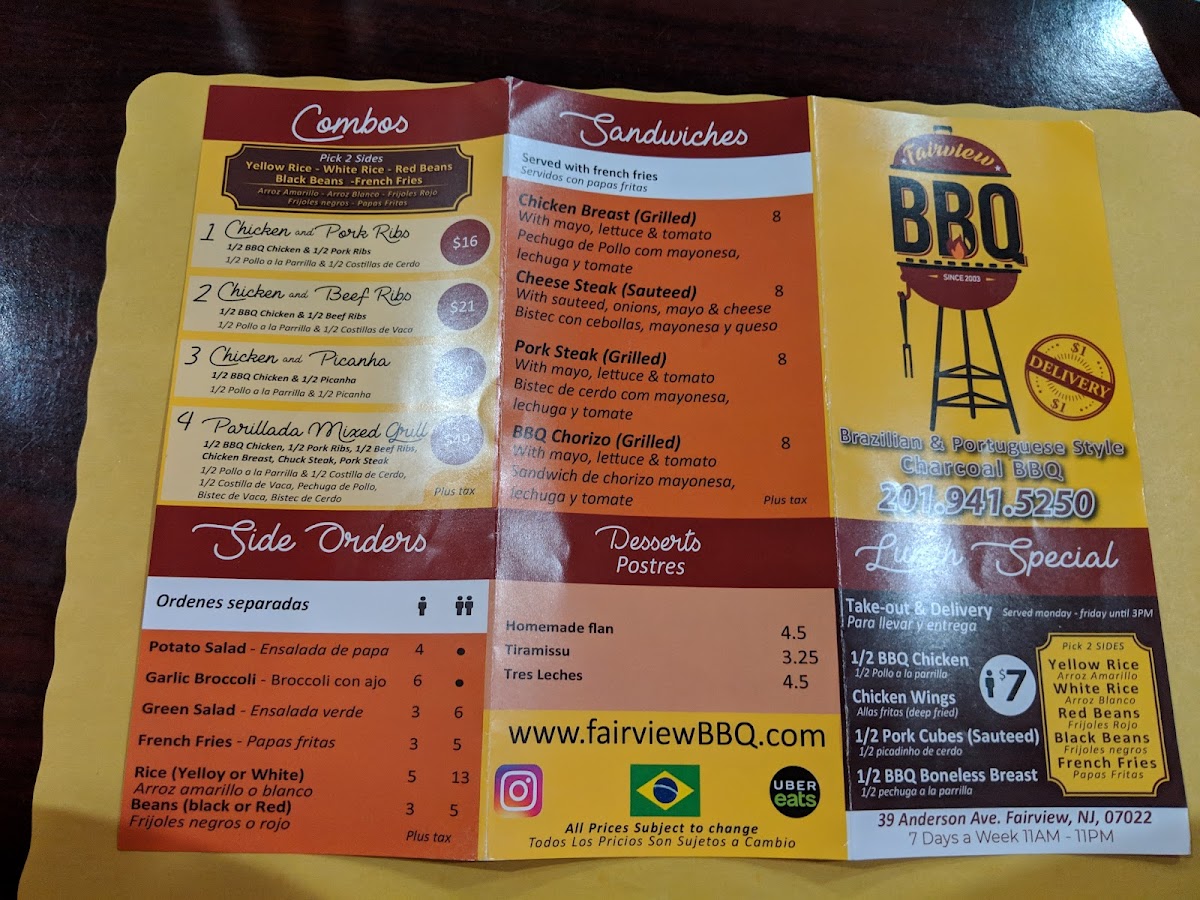 Combos
Pick 2 Sides
Yellow Rice - White Rice - Red Beans
Black Beans -French Fries
Arroz Amarillo - Arroz Blanco - Frijoles Rojo
Frijoles negros - Papas Fritas
1 Chicken and Pork Ribs $16
1/2 BBQ Chicken & 1/2 Pork Ribs
1/2 Pollo a la Parrilla & 1/2 Costillas de Cerdo
2 Chicken and Beef Ribs $21
1/2 BBQ Chicken & 1/2 Beef Ribs
1/2 Pollo a la Parrilla & 1/2 Costillas de Vaca
3 Chicken and Picanha
1/2 BBQ Chicken & 1/2 Picanha
1/2 Pollo a la Parrilla & 1/2 Picanha
4 Parillada Mixed Grill
1/2 BBQ Chicken, 1/2 Pork Ribs, 1/2 Beef Ribs,
Chicken Breast, Chuck Steak, Pork Steak
1/2 Pollo a la Parrilla & 1/2 Costilla de Cerdo,
1/2 Costilla de Vaca, Pechuga de Pollo,
Bistec de Vaca, Bistec de Cerdo
Plus tax
Side Orders
Ordenes separadas
Potato Salad - Ensalada de papa 4 •
Garlic Broccoli - Broccoli con ajo 6 •
Green Salad - Ensalada verde 3 6
French Fries - Papas fritas 3 5
Rice (Yelloy or White) 5 13
Arroz amarillo o blanco
Beans (black or Red) 3 5
Frijoles negros o rojo
Plus tax
Sandwiches
Served with french fries
Servidos con papas fritas
Chicken Breast (Grilled) 8
With mayo, lettuce & tomato
Pechuga de Pollo com mayonesa,
lechuga y tomate
Cheese Steak (Sauteed) 8
With sauteed, onions, mayo & cheese
Bistec con cebollas, mayonesa y queso
Pork Steak (Grilled) 8
With mayo, lettuce & tomato
Bistec de cerdo com mayonesa,
lechuga y tomate
BBQ Chorizo (Grilled) 8
With mayo, lettuce & tomato
Sandwich de chorizo mayonesa,
lechuga y tomate
Plus tax
Desserts
Postres
Homemade flan 4.5
Tiramissu 3.25
Tres Leches 4.5
www.fairviewBBQ.com
UBER
eats
All Prices Subject to change
Todos Los Pricios Son Sujetos a Cambio
Fairview
BBQ
SINCE 2003
$1
DELIVERY
$1
Brazilian & Portuguese Style
Charcoal BBQ
201.941.5250
Lunch Special
Take-out & Delivery Served monday - friday until 3PM
Para llevar y entrega
1/2 BBQ Chicken
1/2 Pollo a la parrilla
Chicken Wings
Allas fritas (deep fried)
1/2 Pork Cubes (Sauteed)
1/2 picadinho de cerdo
1/2 BBQ Boneless Breast
1/2 pechuga a la parrilla
$7
Pick 2 SIDES
Yellow Rice
Arroz Amarillo
White Rice
Arroz Blanco
Red Beans
Frijoles Rojo
Black Beans
Frijoles negros
French Fries
Papas Fritas
39 Anderson Ave. Fairview, NJ, 07022
7 Days a Week 11AM - 11PM